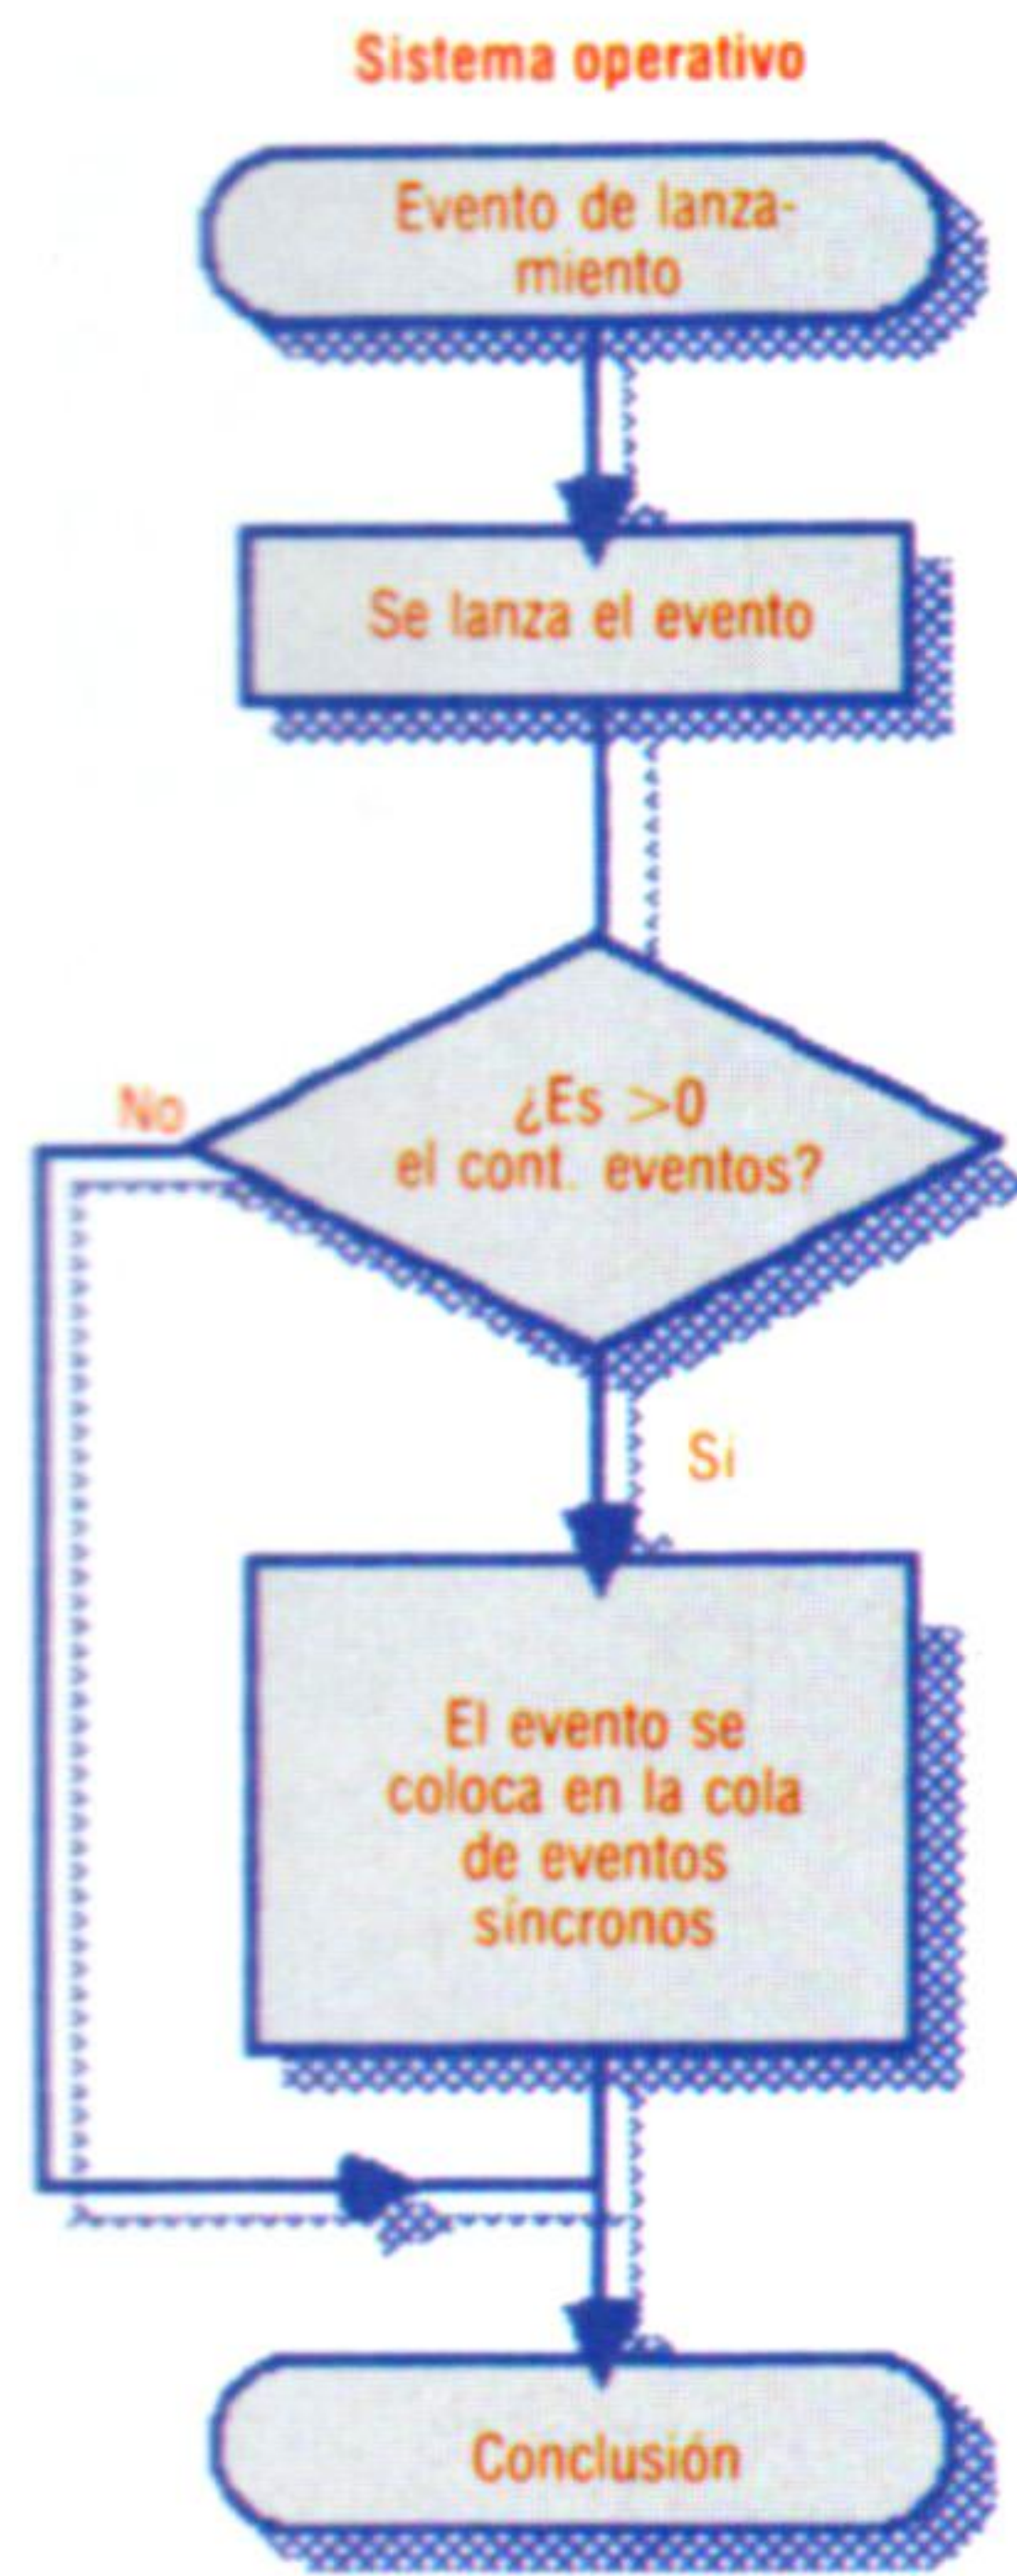 Sistema operativo
Evento de lanza-
miento
Se lanza el evento
¿Es >0
el cont. eventos?
No
Sí
El evento se
coloca en la cola
de eventos
síncronos
Conclusión